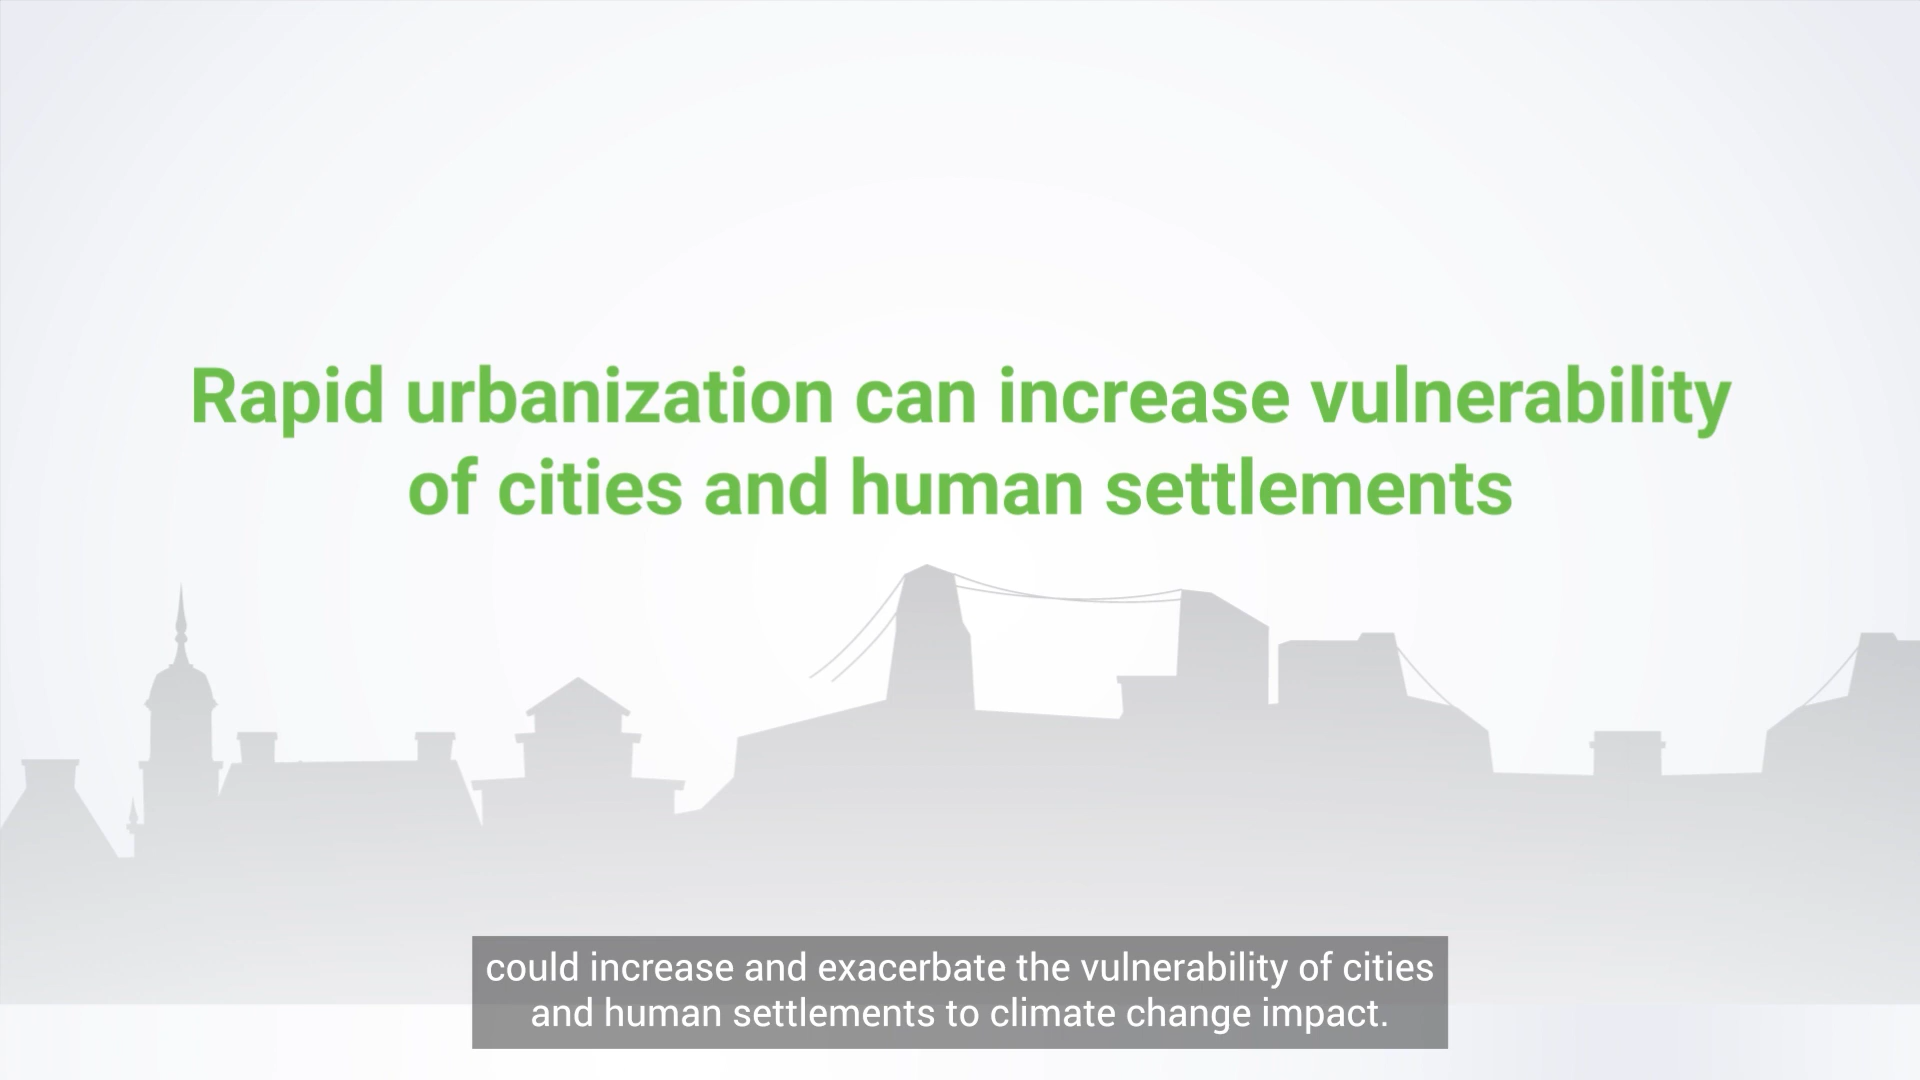 Rapid urbanization can increase vulnerability
of cities and human settlements
could increase and exacerbate the vulnerability of cities
and human settlements to climate change impact.